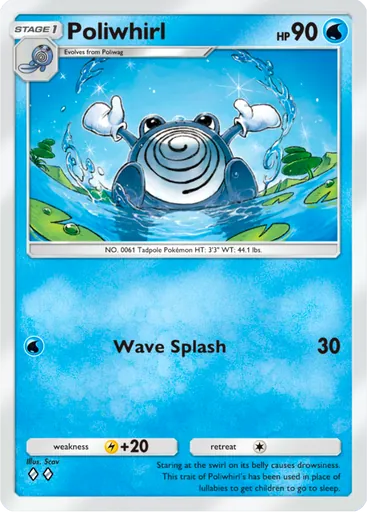 STAGE 1 Poliwhirl HP 90
Evolves from Poliwag
NO. 0061 Tadpole Pokémon HT: 3'3" WT: 44.1 lbs.
Wave Splash 30
weakness +20 retreat
Illus. Scav
Staring at the swirl on its belly causes drowsiness.
This trait of Poliwhirl's has been used in place of
lullabies to get children to go to sleep.